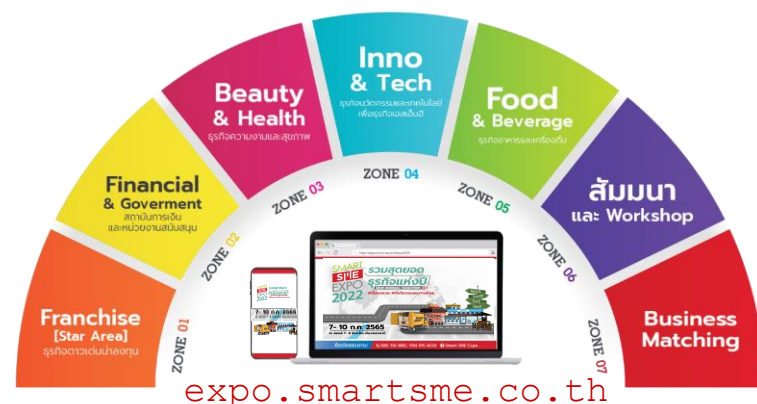 Franchise
[Star Area]
ธุรกิจดาวเด่นน่าลงทุน
ZONE 01
Financial
& Goverment
สถาบันการเงิน
และหน่วยงานสนับสนุน
ZONE 02
Beauty
& Health
ธุรกิจความงามและสุขภาพ
ZONE 03
Inno
& Tech
ธุรกิจนวัตกรรมและเทคโนโลยี
เพื่อธุรกิจเอสเอ็มอี
ZONE 04
Food
& Beverage
ธุรกิจอาหารและเครื่องดื่ม
ZONE 05
สัมมนา
และ Workshop
ZONE 06
Business
Matching
ZONE 07
SMART
SME
EXPO
2022
รวมสุดยอด
ธุรกิจแห่งปี
7- 10 ก.ค. 2565
Smart SME Expo
7- 10 ก.ค. 2565
expo.smartsme.co.th